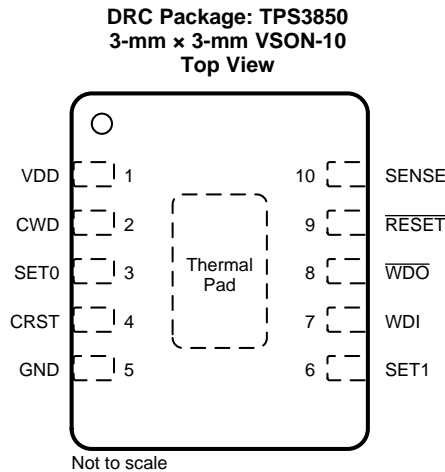 DRC Package: TPS3850
3-mm × 3-mm VSON-10
Top View
VDD 1
CWD 2
SET0 3
CRST 4
GND 5
Thermal
Pad
10 SENSE
9 RESET
8 WDO
7 WDI
6 SET1
Not to scale